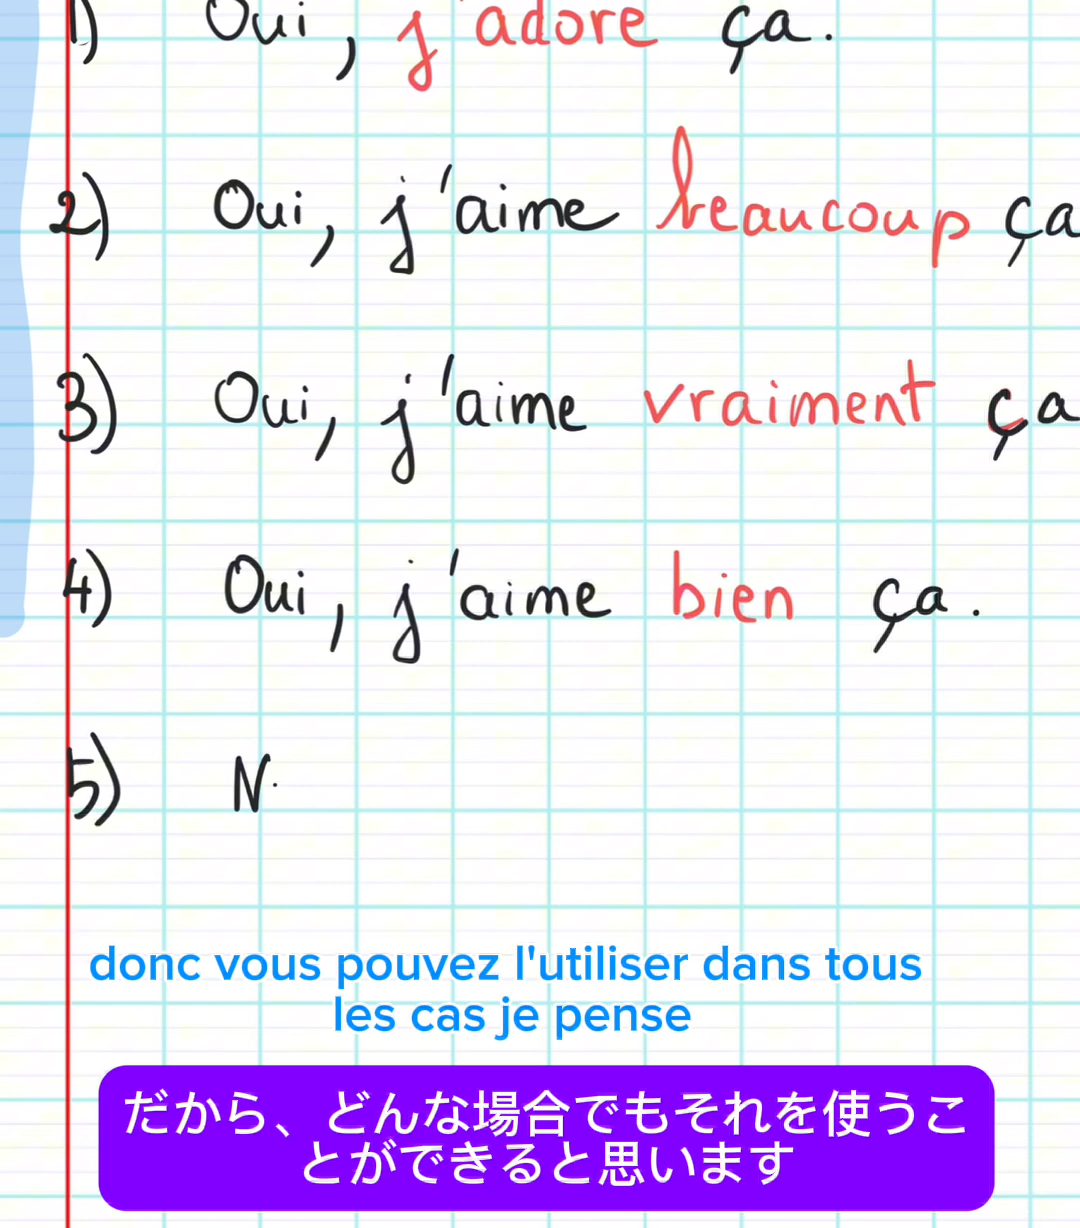 1) Oui, j'adore ça.
2) Oui, j'aime beaucoup ça
3) Oui, j'aime vraiment ça
4) Oui, j'aime bien ça.
5) N
donc vous pouvez l'utiliser dans tous
les cas je pense
だから、どんな場合でもそれを使うこ
とができると思います